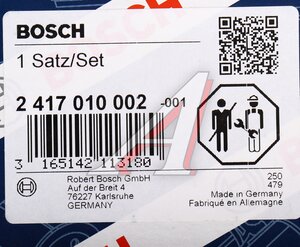 BOSCH
1 Satz/Set
2 417 010 002 -001
3 165142 113180
Robert Bosch GmbH
Auf der Breit 4
76227 Karlsruhe
GERMANY
250
479
Made in Germany
Fabriqué en Allemagne